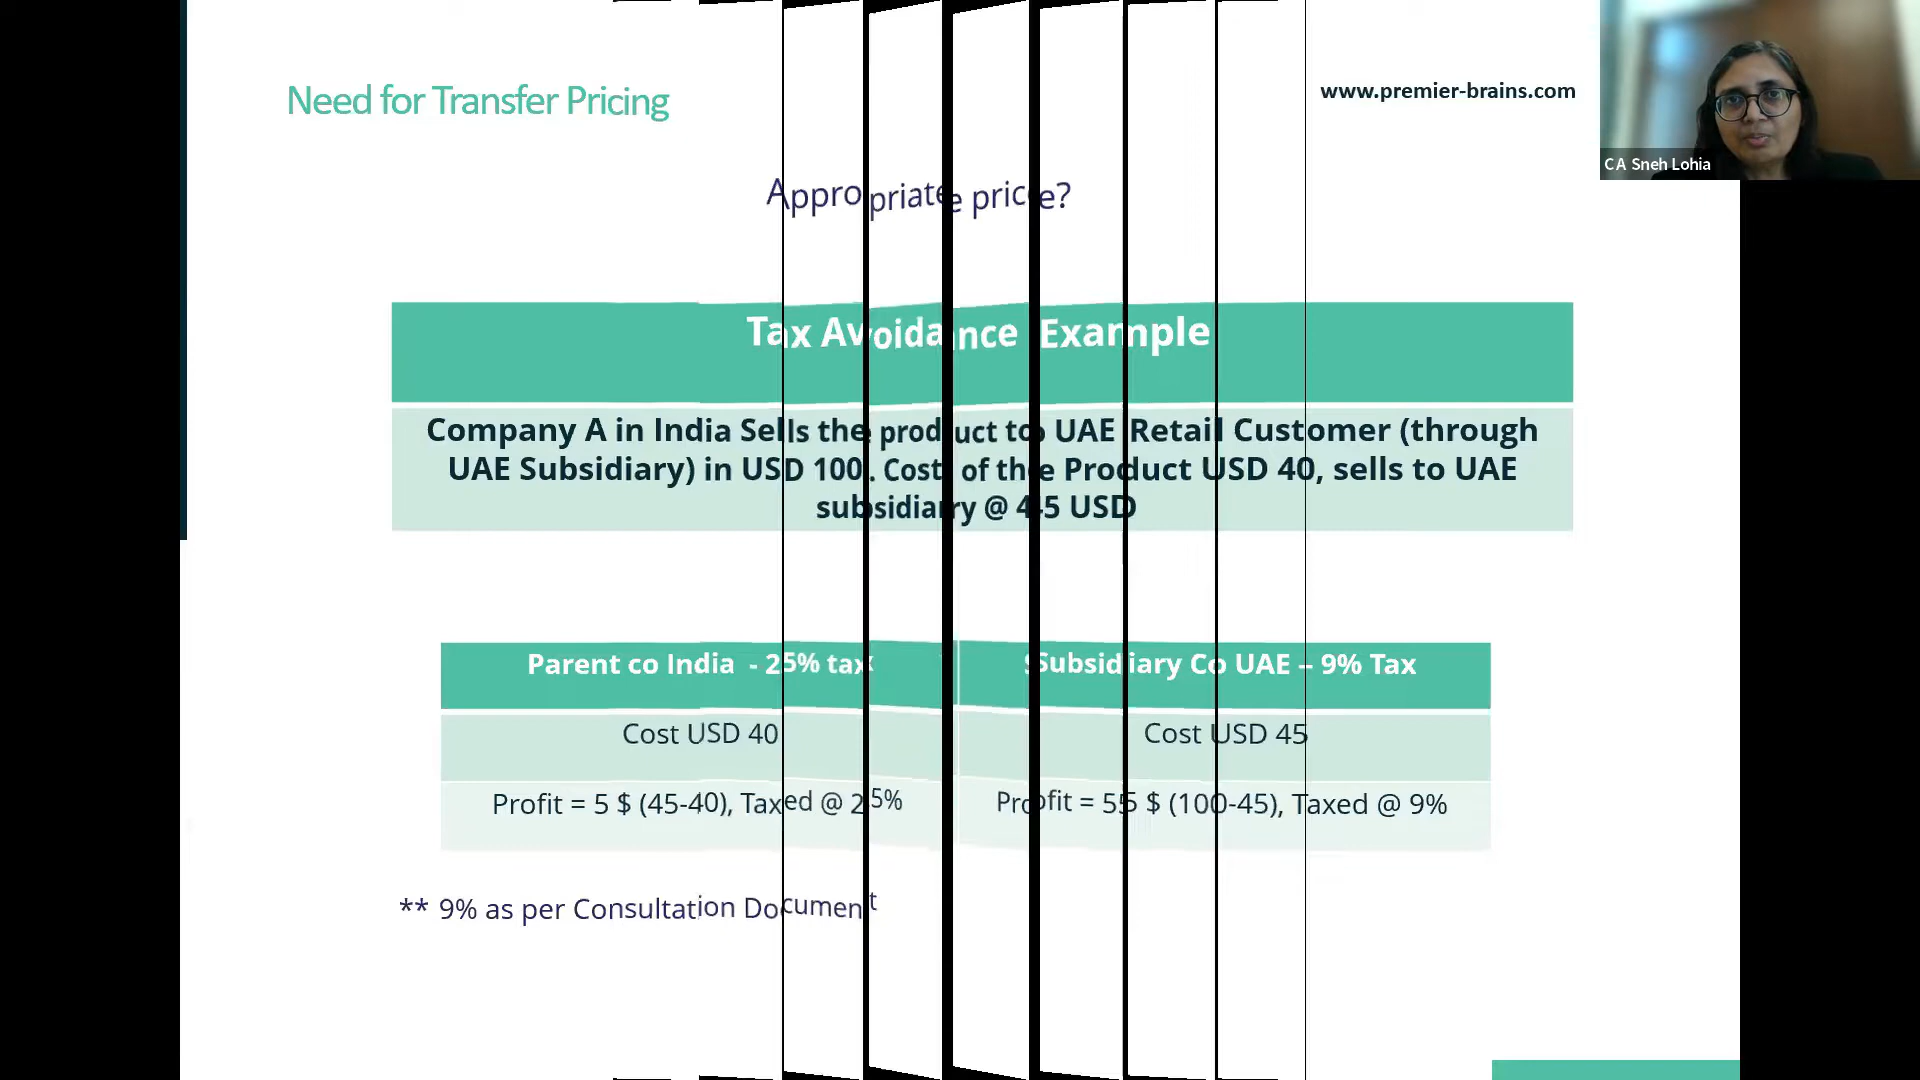 Need for Transfer Pricing
www.premier-brains.com
CA Sneh Lohia
Appropriate price?
Tax Avoidance Example
Company A in India Sells the product to UAE Retail Customer (through
UAE Subsidiary) in USD 100. Cost of the Product USD 40, sells to UAE
subsidiary @ 45 USD
Parent co India - 25% tax
Subsidiary Co UAE – 9% Tax
Cost USD 40
Cost USD 45
Profit = 5 $ (45-40), Taxed @ 25%
Profit = 55 $ (100-45), Taxed @ 9%
** 9% as per Consultation Document